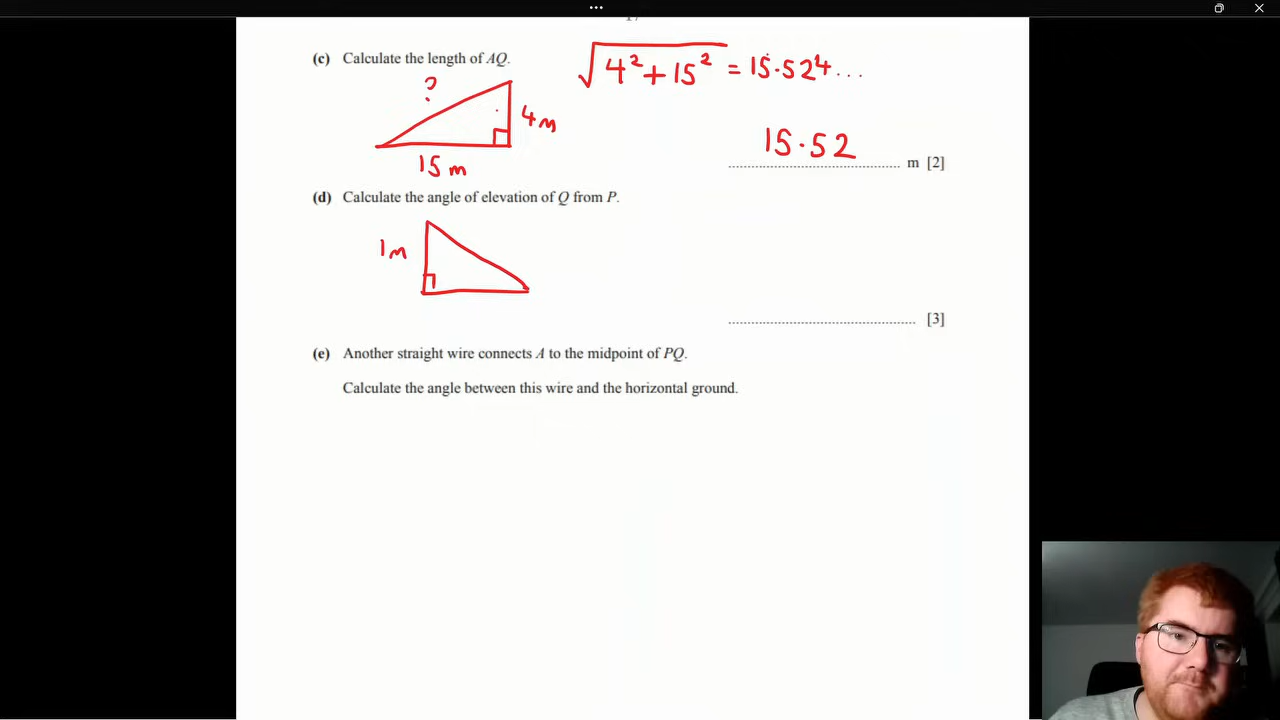 (c) Calculate the length of AQ.
√4²+15² = 15.524...
?
4m
15 m
15.52
m [2]
(d) Calculate the angle of elevation of Q from P.
1m
[3]
(e) Another straight wire connects A to the midpoint of PQ.
Calculate the angle between this wire and the horizontal ground.